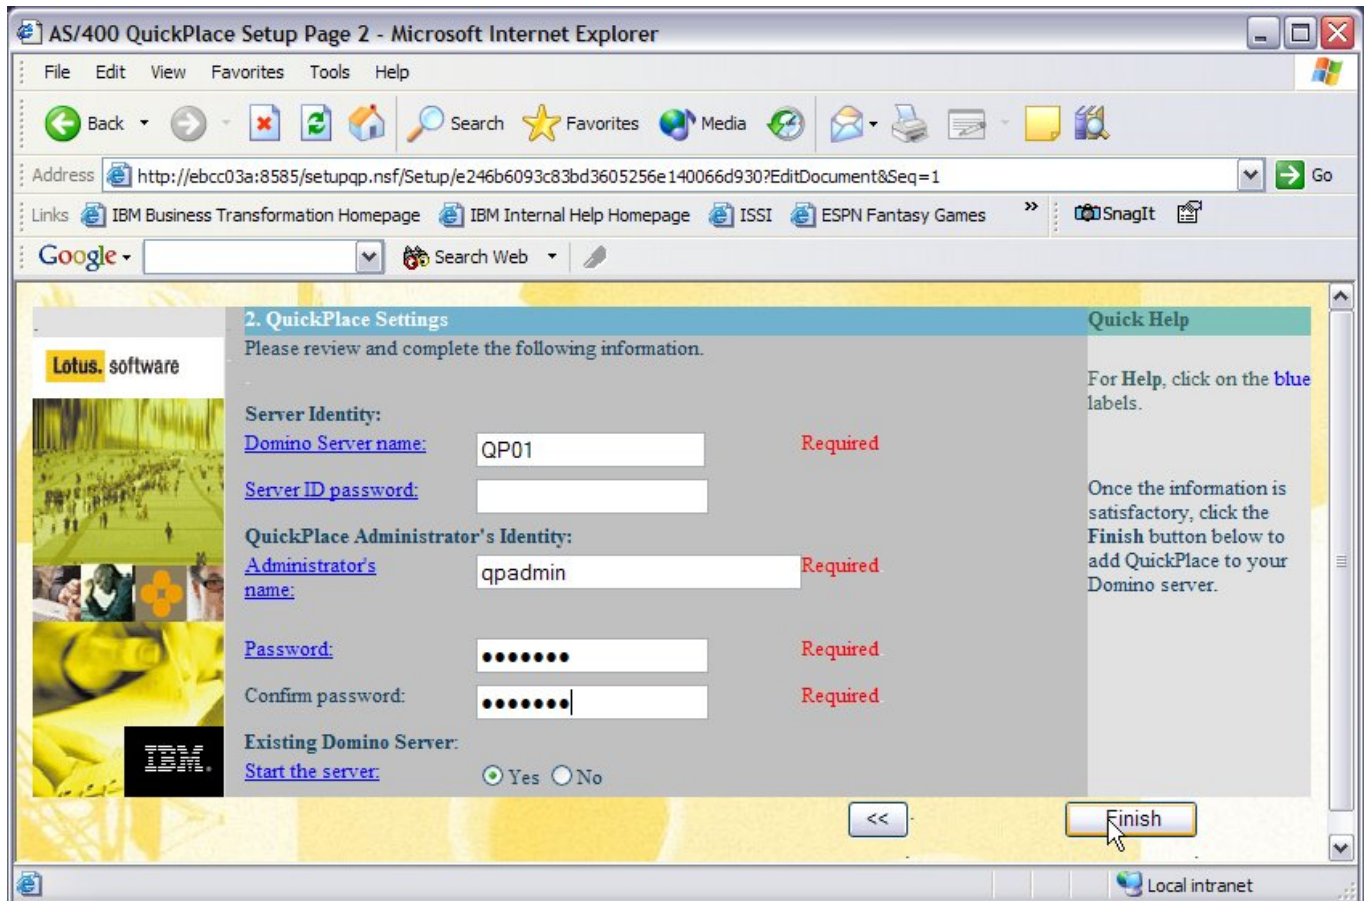 AS/400 QuickPlace Setup Page 2 - Microsoft Internet Explorer
File Edit View Favorites Tools Help
Back Search Favorites Media
Address http://ebcc03a:8585/setupqp.nsf/Setup/e246b6093c83bd3605256e140066d930?EditDocument&Seq=1 Go
Links IBM Business Transformation Homepage IBM Internal Help Homepage ISSI ESPN Fantasy Games » SnagIt
Google Search Web
2. QuickPlace Settings
Please review and complete the following information.
Lotus. software
Server Identity:
Domino Server name: QP01 Required
Server ID password:
QuickPlace Administrator's Identity:
Administrator's name: qpadmin Required
Password: ••••••• Required
Confirm password: ••••••• Required
Existing Domino Server:
Start the server: Yes No
IBM.
Quick Help
For Help, click on the blue
labels.
Once the information is
satisfactory, click the
Finish button below to
add QuickPlace to your
Domino server.
<< Finish
Local intranet